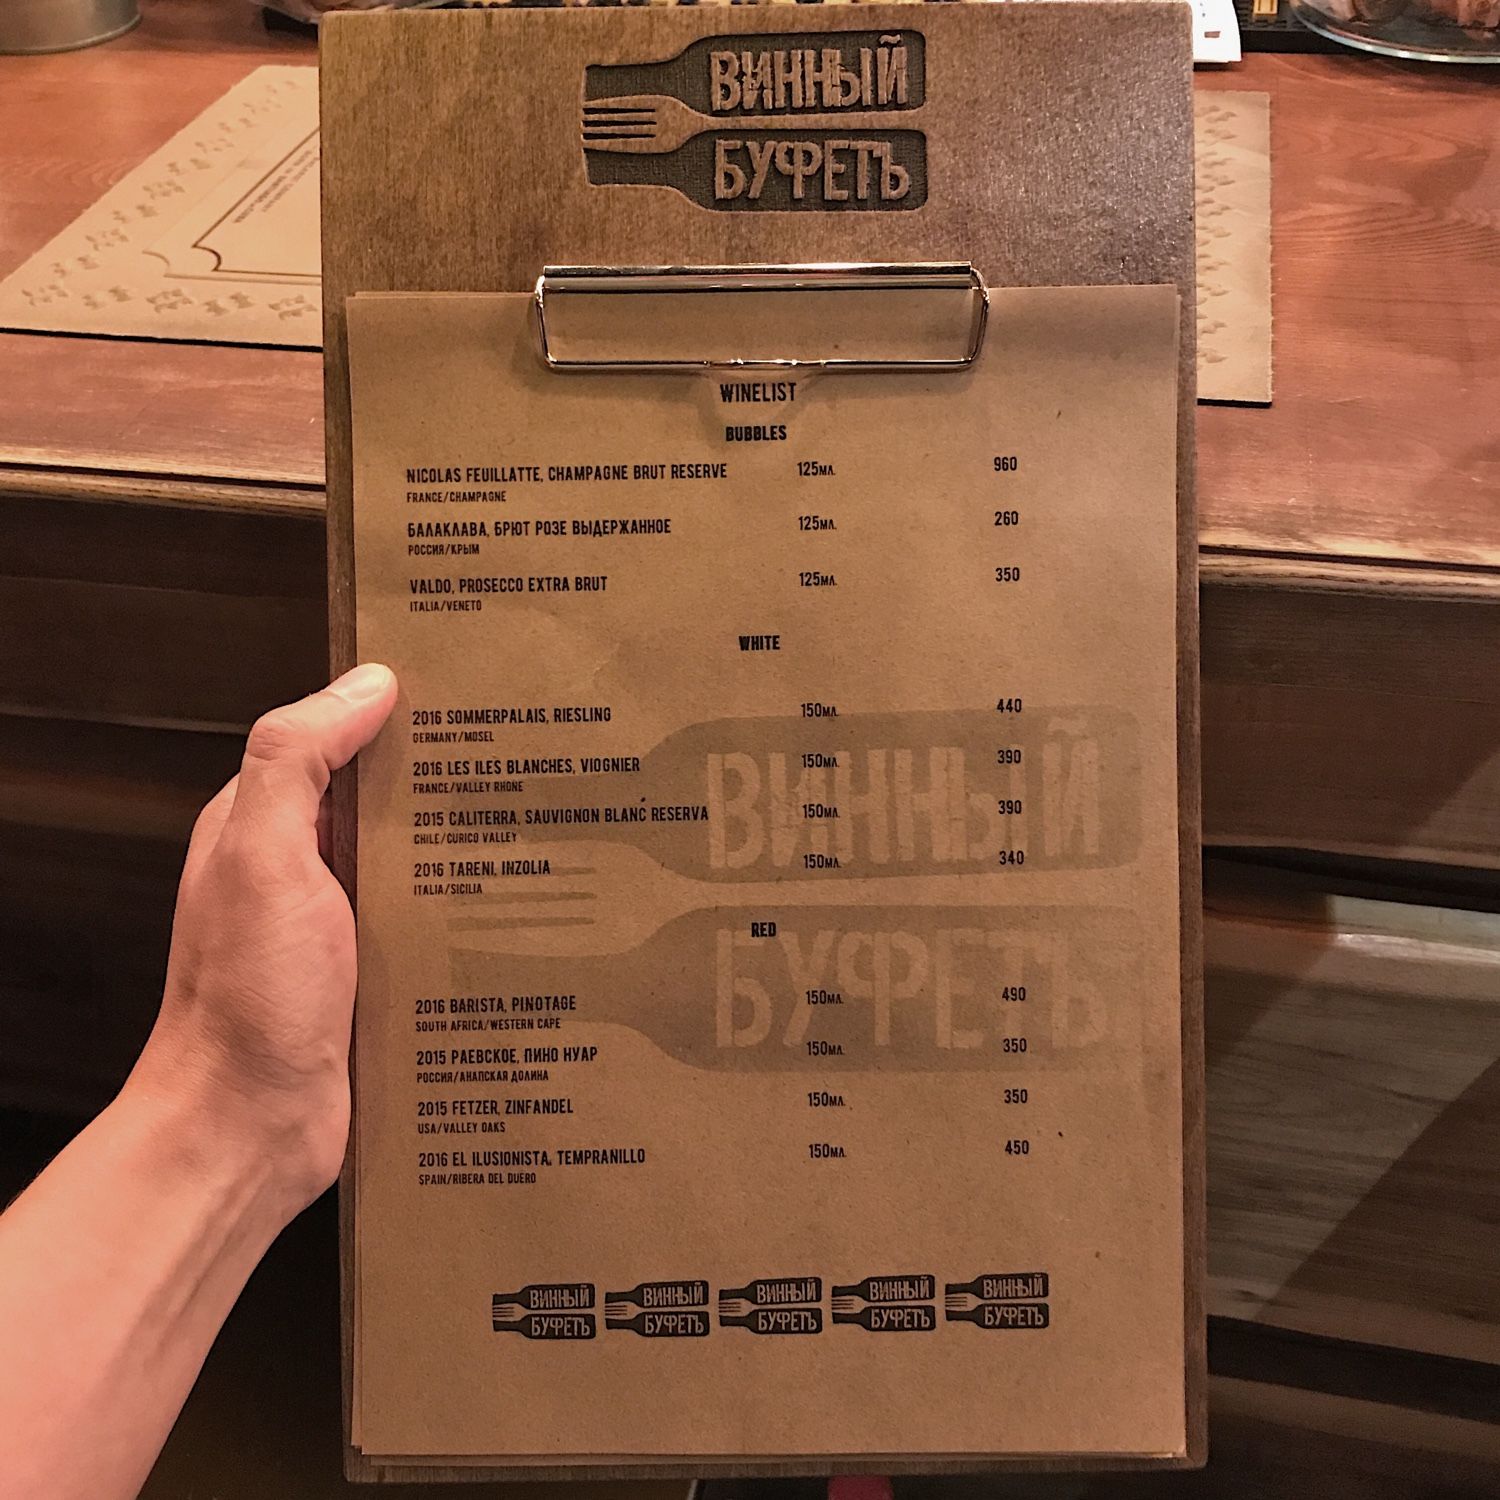 ВИННЫЙ
БУФЕТЪ
WINELIST
BUBBLES
NICOLAS FEUILLATTE, CHAMPAGNE BRUT RESERVE 125МЛ. 960
FRANCE/CHAMPAGNE
БАЛАКЛАВА, БРЮТ РОЗЕ ВЫДЕРЖАННОЕ 125МЛ. 260
РОССИЯ/КРЫМ
VALDO, PROSECCO EXTRA BRUT 125МЛ. 350
ITALIA/VENETO
WHITE
2016 SOMMERPALAIS, RIESLING 150МЛ. 440
GERMANY/MOSEL
2016 LES ILES BLANCHES, VIOGNIER 150МЛ. 390
FRANCE/VALLEY RHONE
2015 CALITERRA, SAUVIGNON BLANC RESERVA 150МЛ. 390
CHILE/CURICO VALLEY
2016 TARENI, INZOLIA 150МЛ. 340
ITALIA/SICILIA
ВИННЫЙ
БУФЕТЪ
RED
2016 BARISTA, PINOTAGE 150МЛ. 490
SOUTH AFRICA/WESTERN CAPE
2015 РАЕВСКОЕ, ПИНО НУАР 150МЛ. 350
РОССИЯ/АНАПСКАЯ ДОЛИНА
2015 FETZER, ZINFANDEL 150МЛ. 350
USA/VALLEY OAKS
2016 EL ILUSIONISTA, TEMPRANILLO 150МЛ. 450
SPAIN/RIBERA DEL DUERO
ВИННЫЙ ВИННЫЙ ВИННЫЙ ВИННЫЙ ВИННЫЙ
БУФЕТЪ БУФЕТЪ БУФЕТЪ БУФЕТЪ БУФЕТЪ